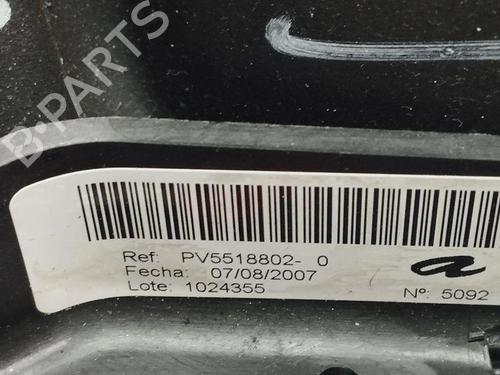 B-PARTS
Ref: PV5518802- 0
Fecha: 07/08/2007
Lote: 1024355
a
Nº: 5092